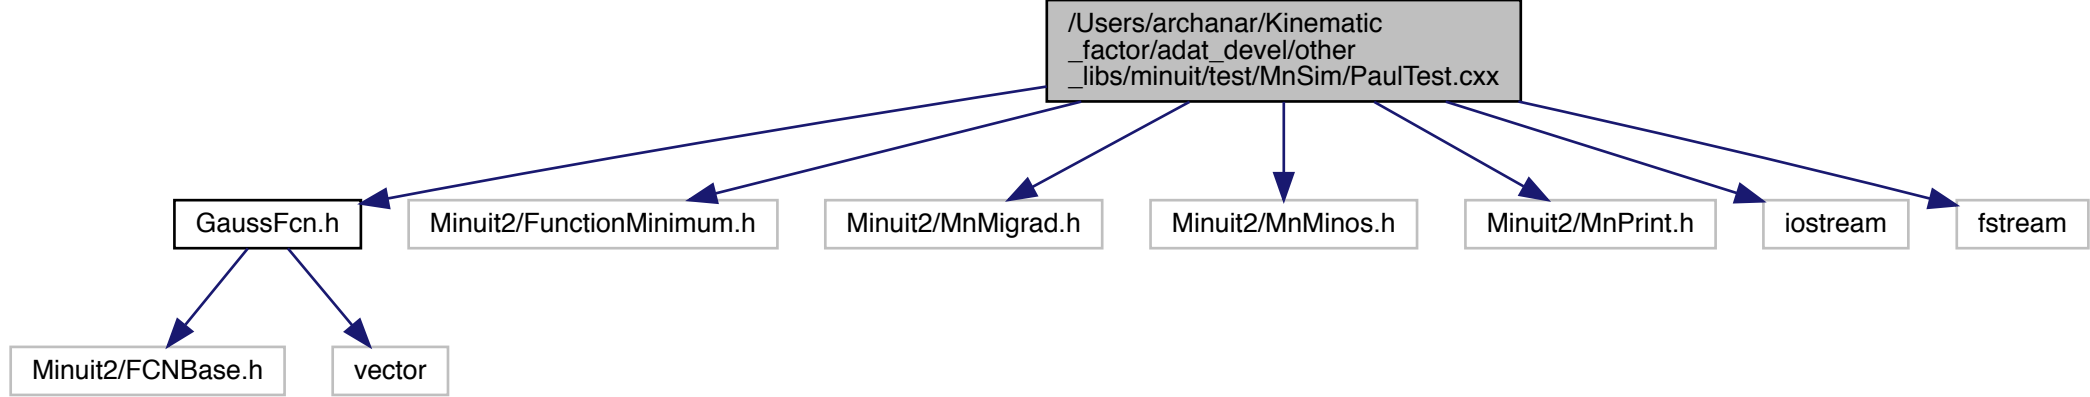 /Users/archanar/Kinematic
_factor/adat_devel/other
_libs/minuit/test/MnSim/PaulTest.cxx
GaussFcn.h
Minuit2/FunctionMinimum.h
Minuit2/MnMigrad.h
Minuit2/MnMinos.h
Minuit2/MnPrint.h
iostream
fstream
Minuit2/FCNBase.h
vector